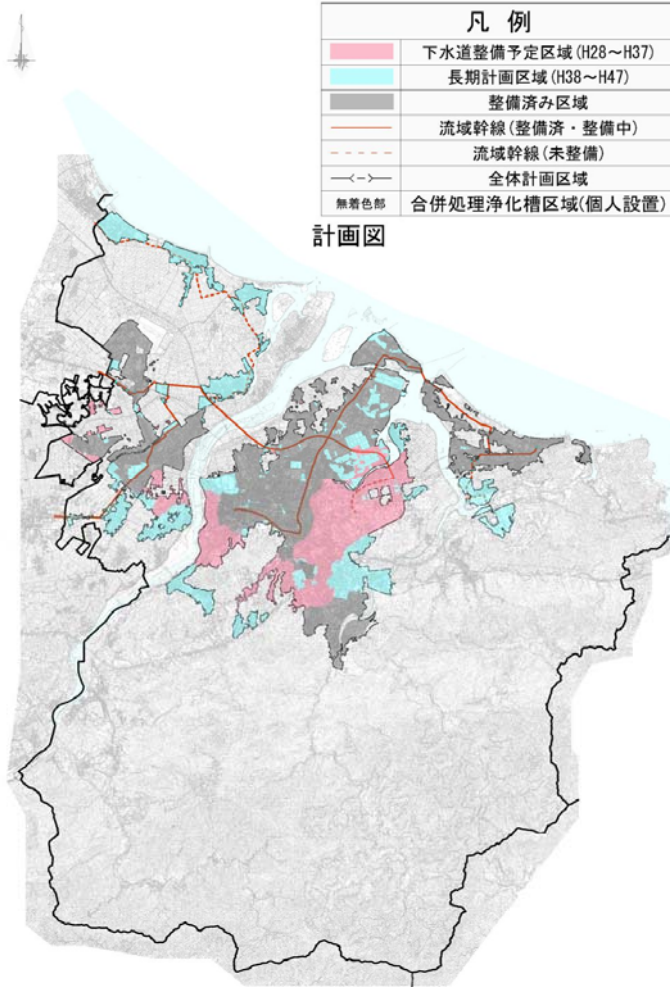 凡 例
下水道整備予定区域(H28～H37)
長期計画区域(H38～H47)
整備済み区域
流域幹線(整備済・整備中)
流域幹線(未整備)
全体計画区域
無着色部 合併処理浄化槽区域(個人設置)
計画図